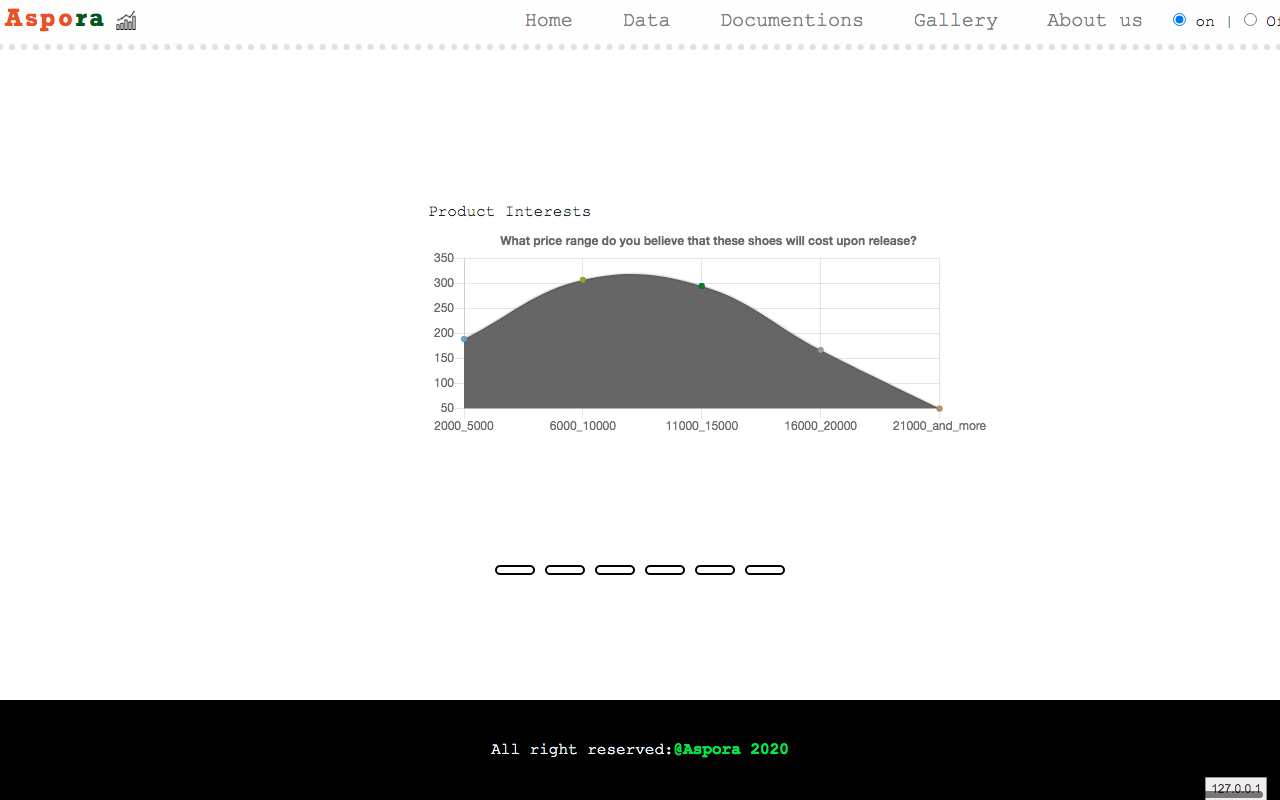 Aspora Home Data Documentions Gallery About us on | Of
Product Interests
What price range do you believe that these shoes will cost upon release?
350
300
250
200
150
100
50
2000_5000 6000_10000 11000_15000 16000_20000 21000_and_more
All right reserved:@Aspora 2020
127.0.0.1